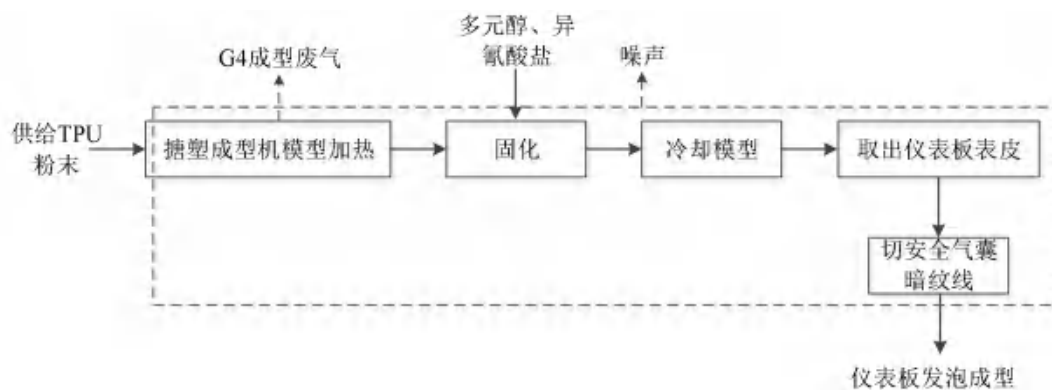 多元醇、异
氰酸盐
G4成型废气
噪声
供给TPU
粉末
搪塑成型机模型加热
固化
冷却模型
取出仪表板表皮
切安全气囊
暗纹线
仪表板发泡成型